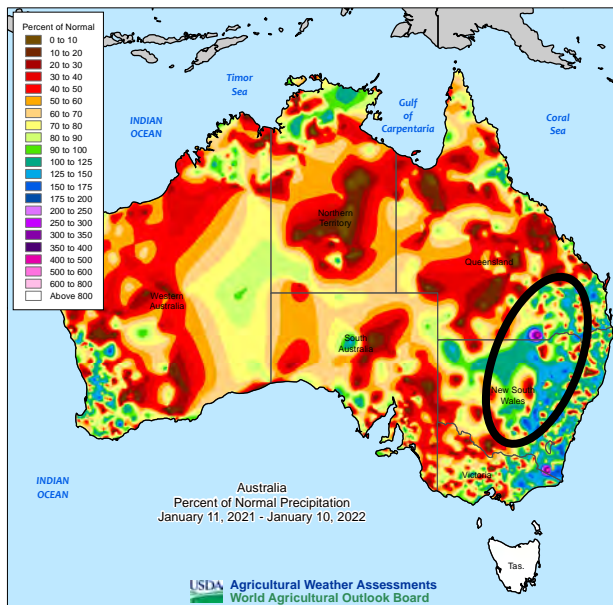 Percent of Normal
0 to 10
10 to 20
20 to 30
30 to 40
40 to 50
50 to 60
60 to 70
70 to 80
80 to 90
90 to 100
100 to 125
125 to 150
150 to 175
175 to 200
200 to 250
250 to 300
300 to 350
350 to 400
400 to 500
500 to 600
600 to 800
Above 800
Timor
Sea
INDIAN
OCEAN
Gulf
of
Carpentaria
Coral
Sea
Northern
Territory
Queensland
Western
Australia
South
Australia
New South
Wales
Victoria
INDIAN
OCEAN
Australia
Percent of Normal Precipitation
January 11, 2021 - January 10, 2022
Tas.
USDA Agricultural Weather Assessments
World Agricultural Outlook Board